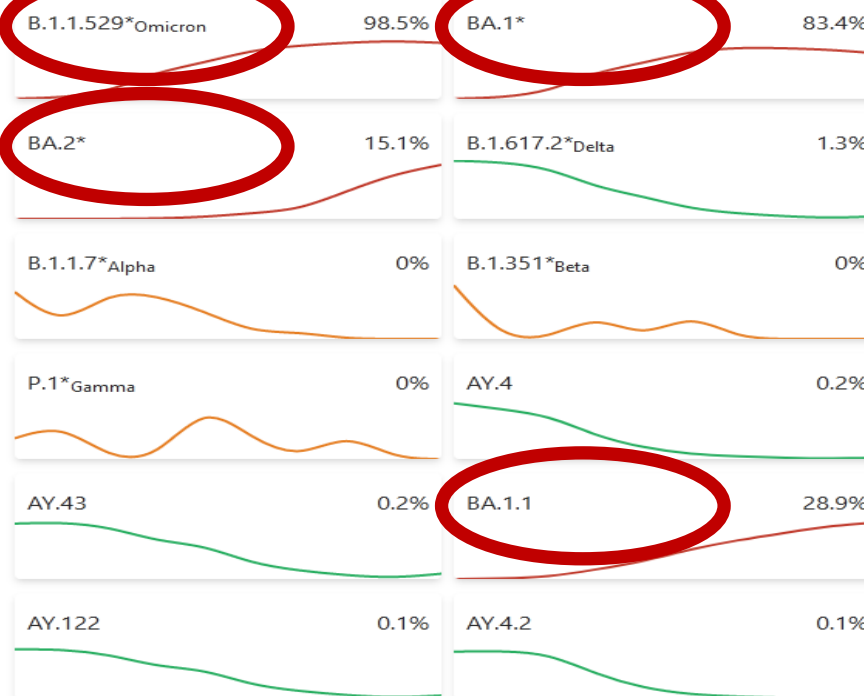 B.1.1.529*Omicron 98.5%
BA.1* 83.4%
BA.2* 15.1%
B.1.617.2*Delta 1.3%
B.1.1.7*Alpha 0%
B.1.351*Beta 0%
P.1*Gamma 0%
AY.4 0.2%
AY.43 0.2%
BA.1.1 28.9%
AY.122 0.1%
AY.4.2 0.1%